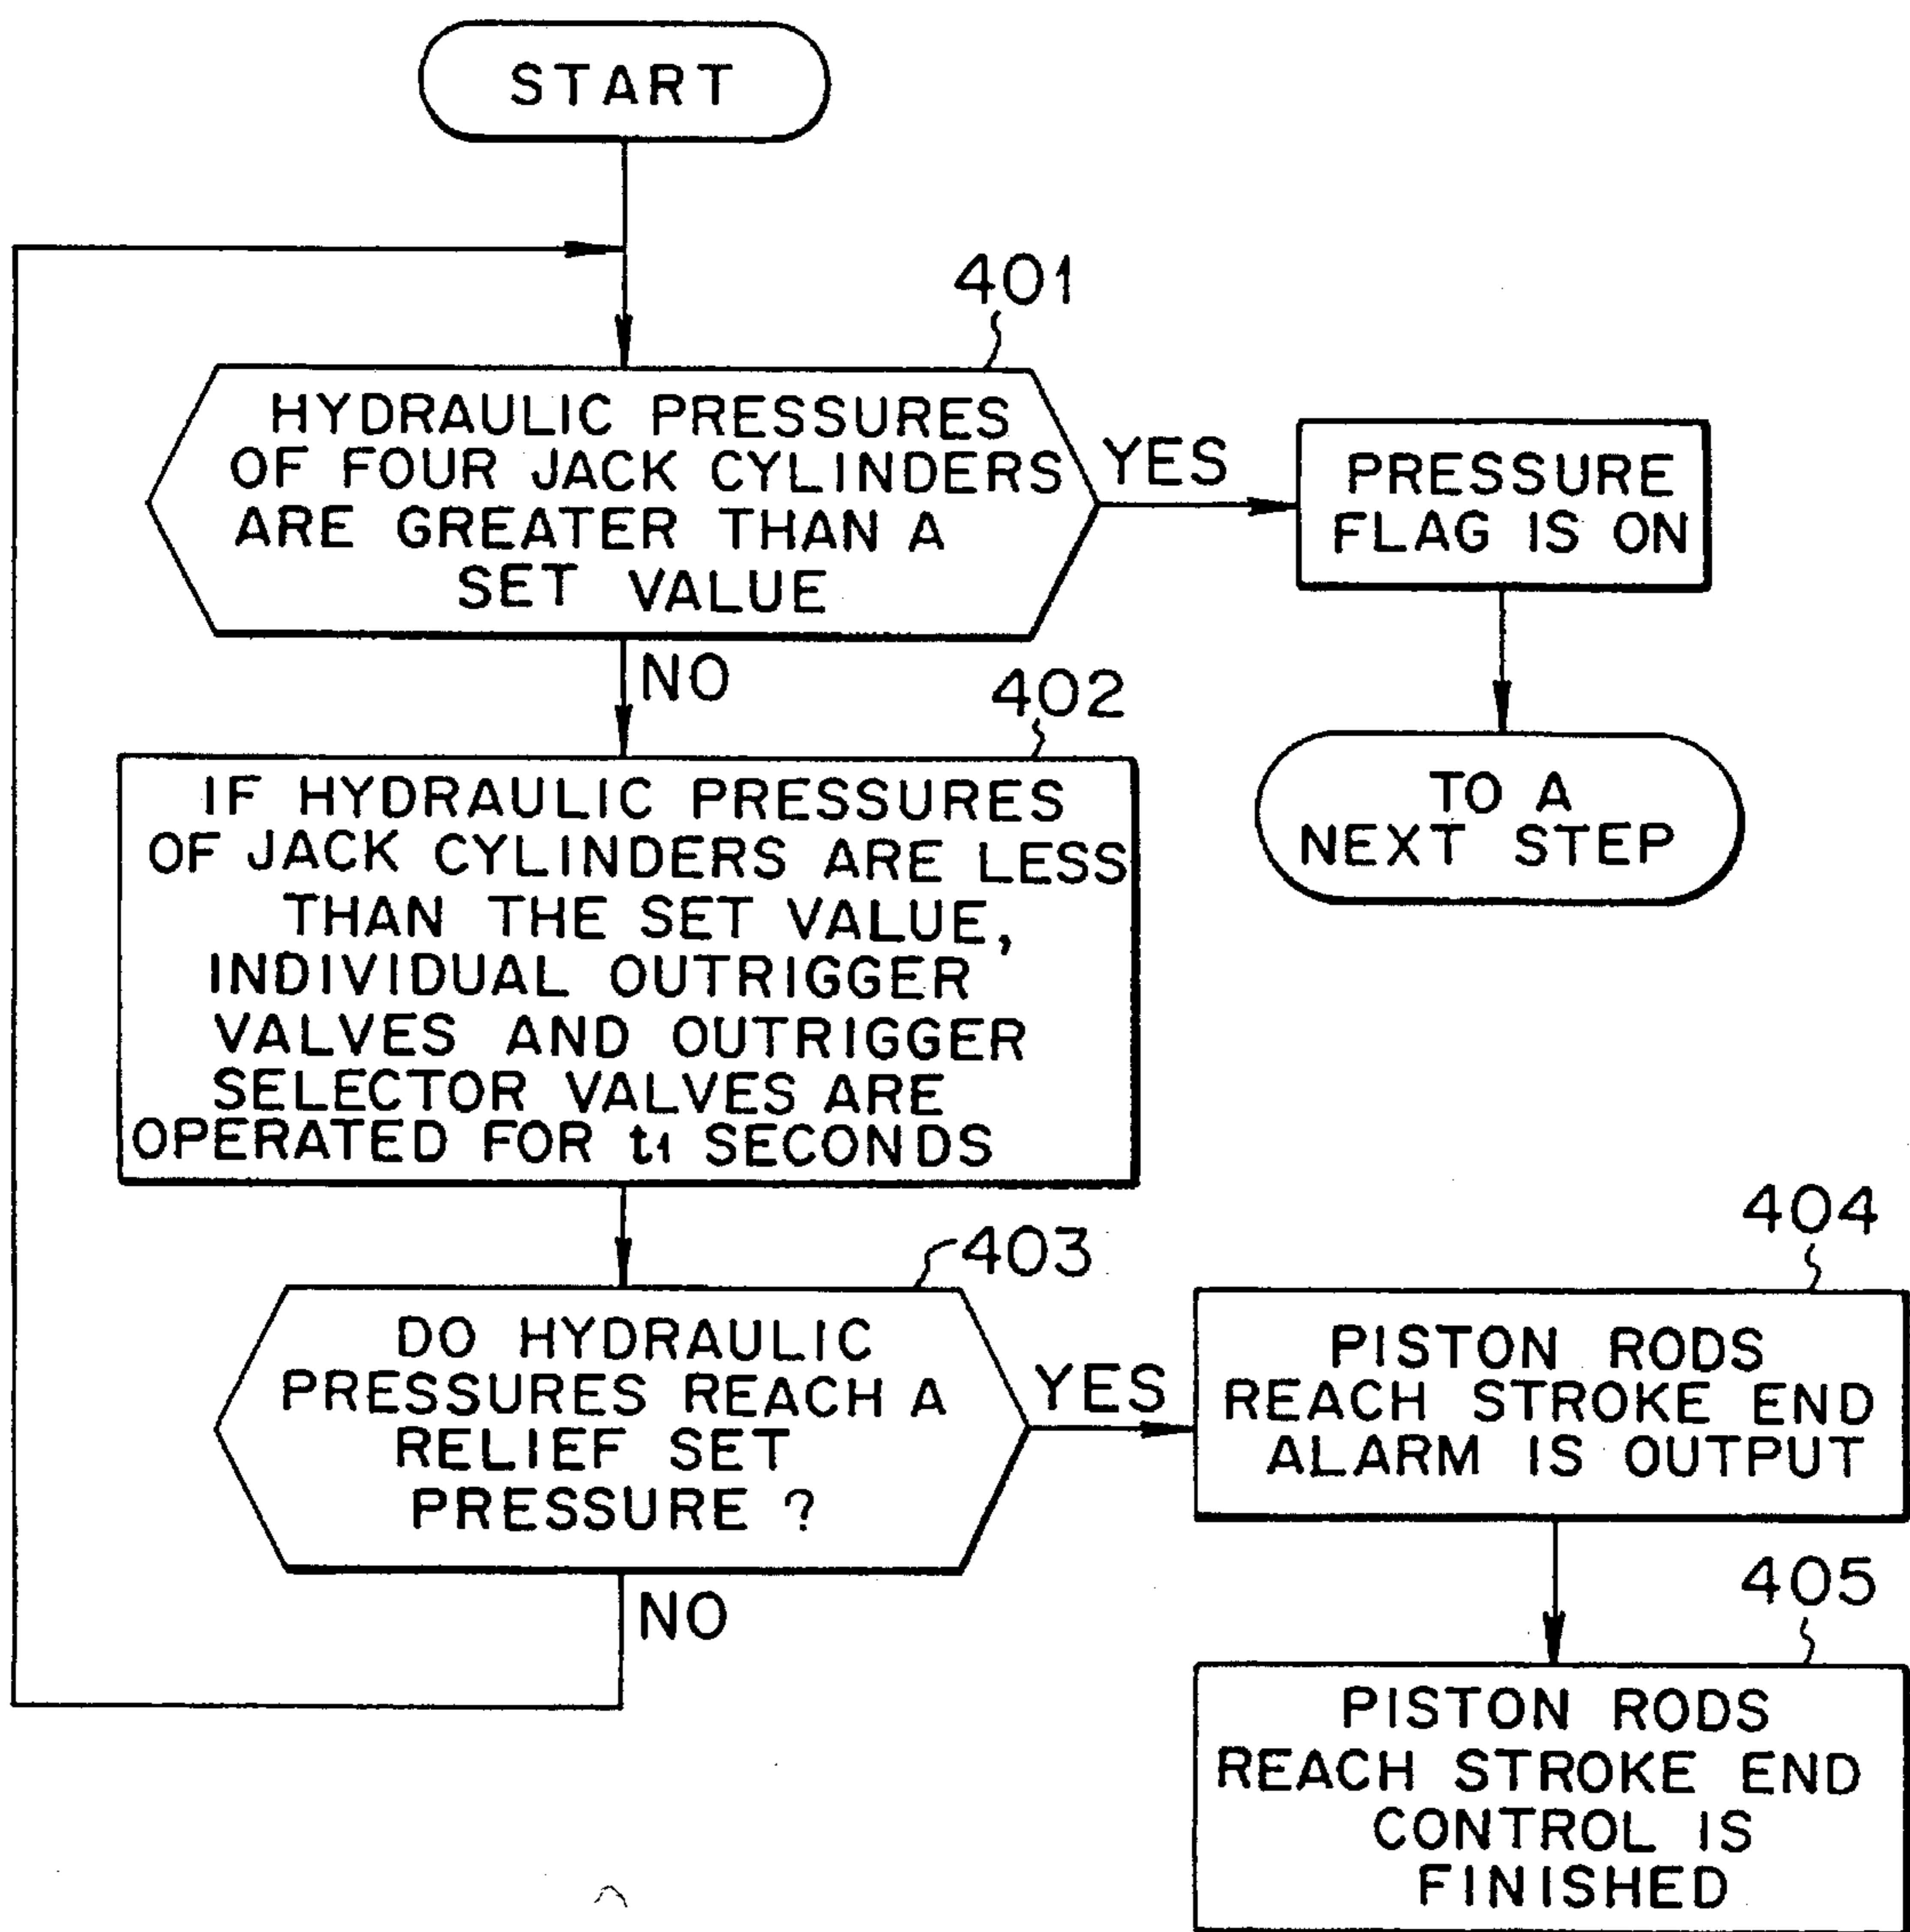 START
401
HYDRAULIC PRESSURES
OF FOUR JACK CYLINDERS
ARE GREATER THAN A
SET VALUE
YES
PRESSURE
FLAG IS ON
TO A
NEXT STEP
NO
402
IF HYDRAULIC PRESSURES
OF JACK CYLINDERS ARE LESS
THAN THE SET VALUE,
INDIVIDUAL OUTRIGGER
VALVES AND OUTRIGGER
SELECTOR VALVES ARE
OPERATED FOR t1 SECONDS
403
DO HYDRAULIC
PRESSURES REACH A
RELIEF SET
PRESSURE ?
YES
404
PISTON RODS
REACH STROKE END
ALARM IS OUTPUT
NO
405
PISTON RODS
REACH STROKE END
CONTROL IS
FINISHED